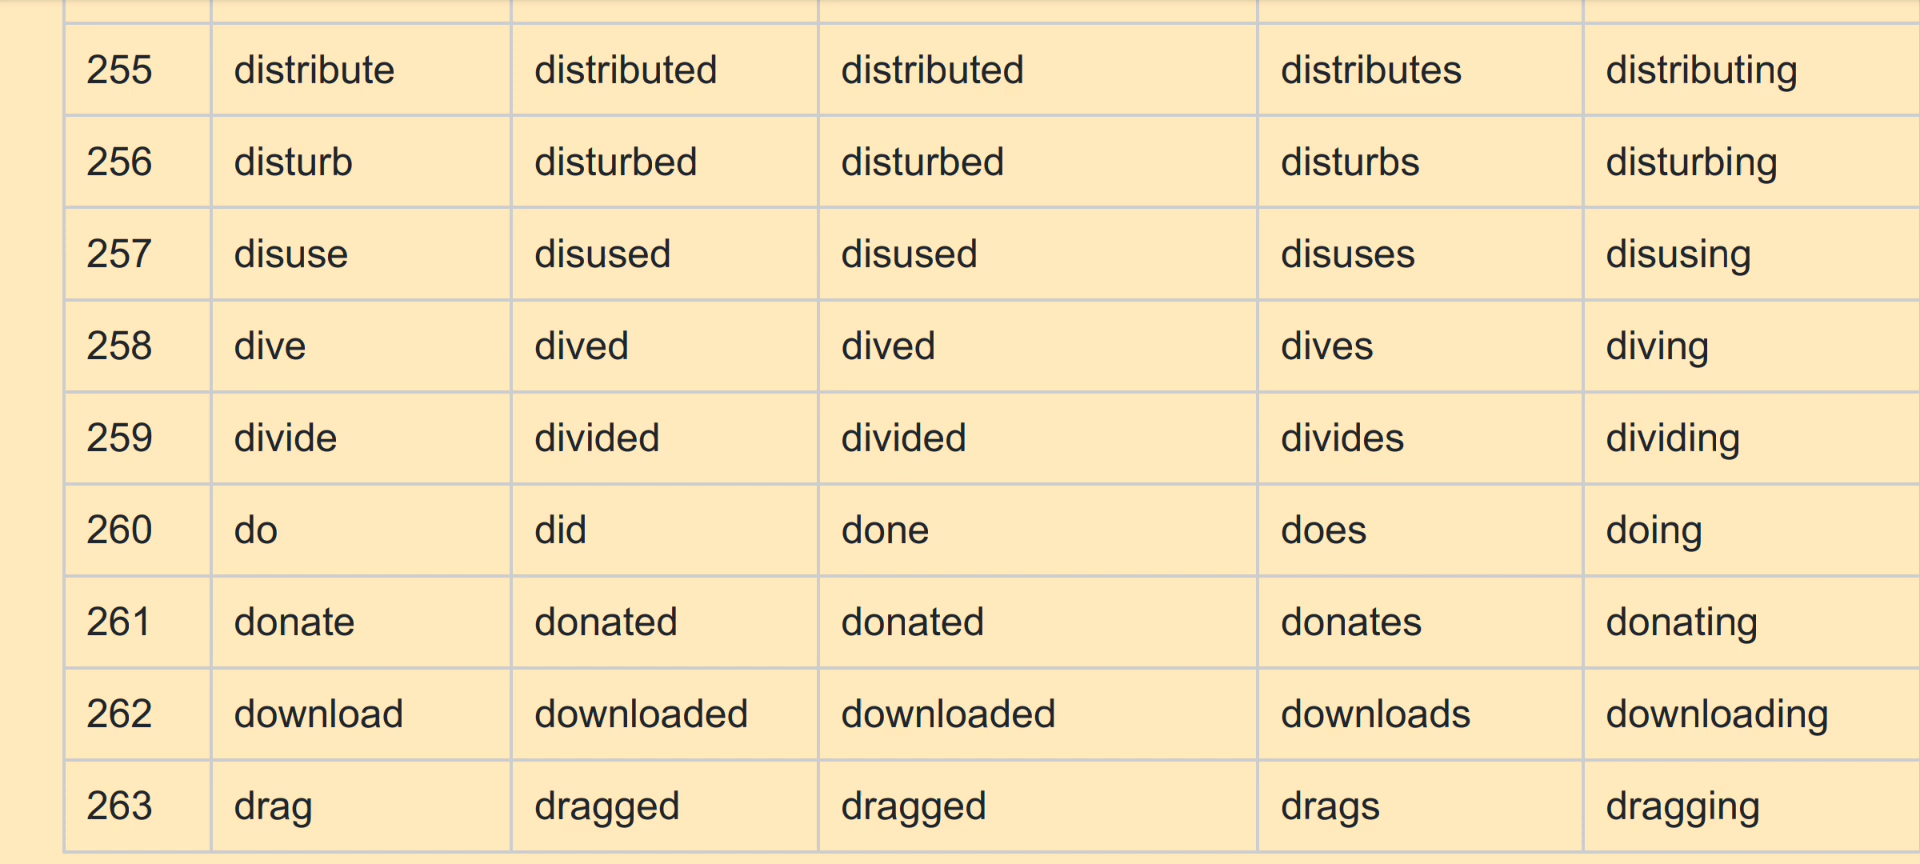 255 distribute distributed distributed distributes distributing
256 disturb disturbed disturbed disturbs disturbing
257 disuse disused disused disuses disusing
258 dive dived dived dives diving
259 divide divided divided divides dividing
260 do did done does doing
261 donate donated donated donates donating
262 download downloaded downloaded downloads downloading
263 drag dragged dragged drags dragging